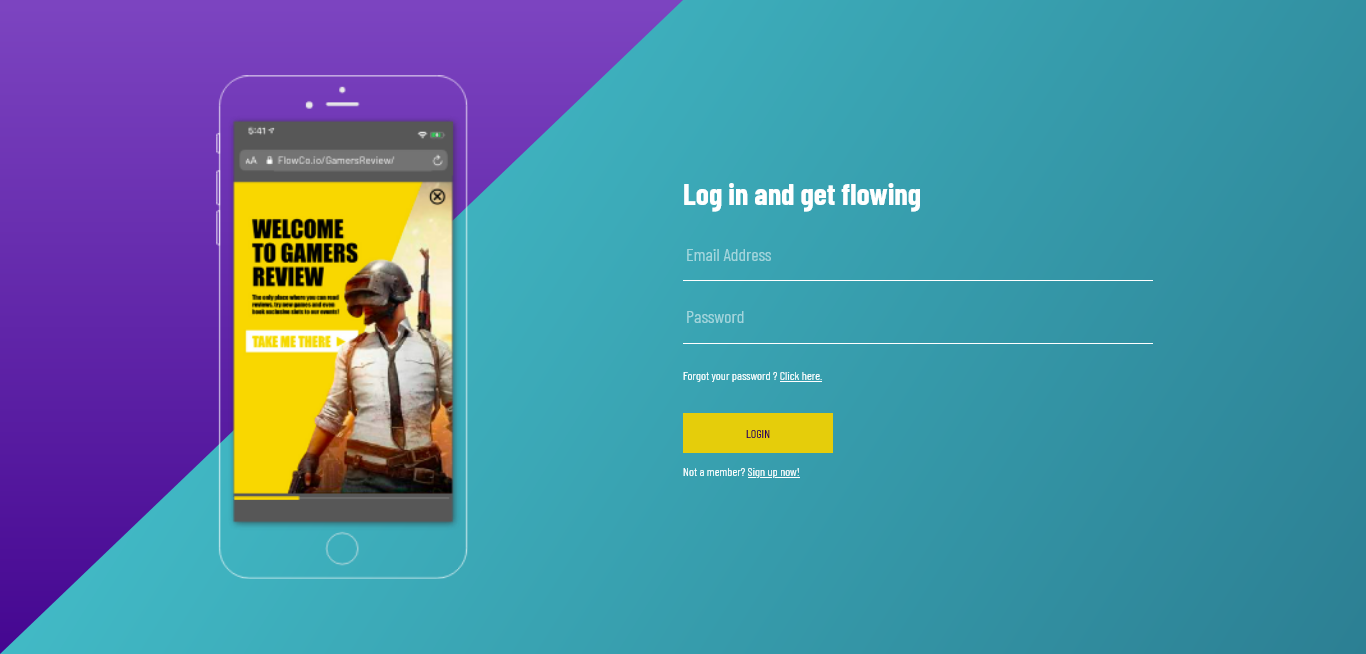 5:41
AA FlowCo.io/GamersReview/
WELCOME
TO GAMERS
REVIEW
The only place where you can read
reviews, try new games and even
book exclusive slots to our events!
TAKE ME THERE
Log in and get flowing
Email Address
Password
Forgot your password ? Click here.
LOGIN
Not a member? Sign up now!